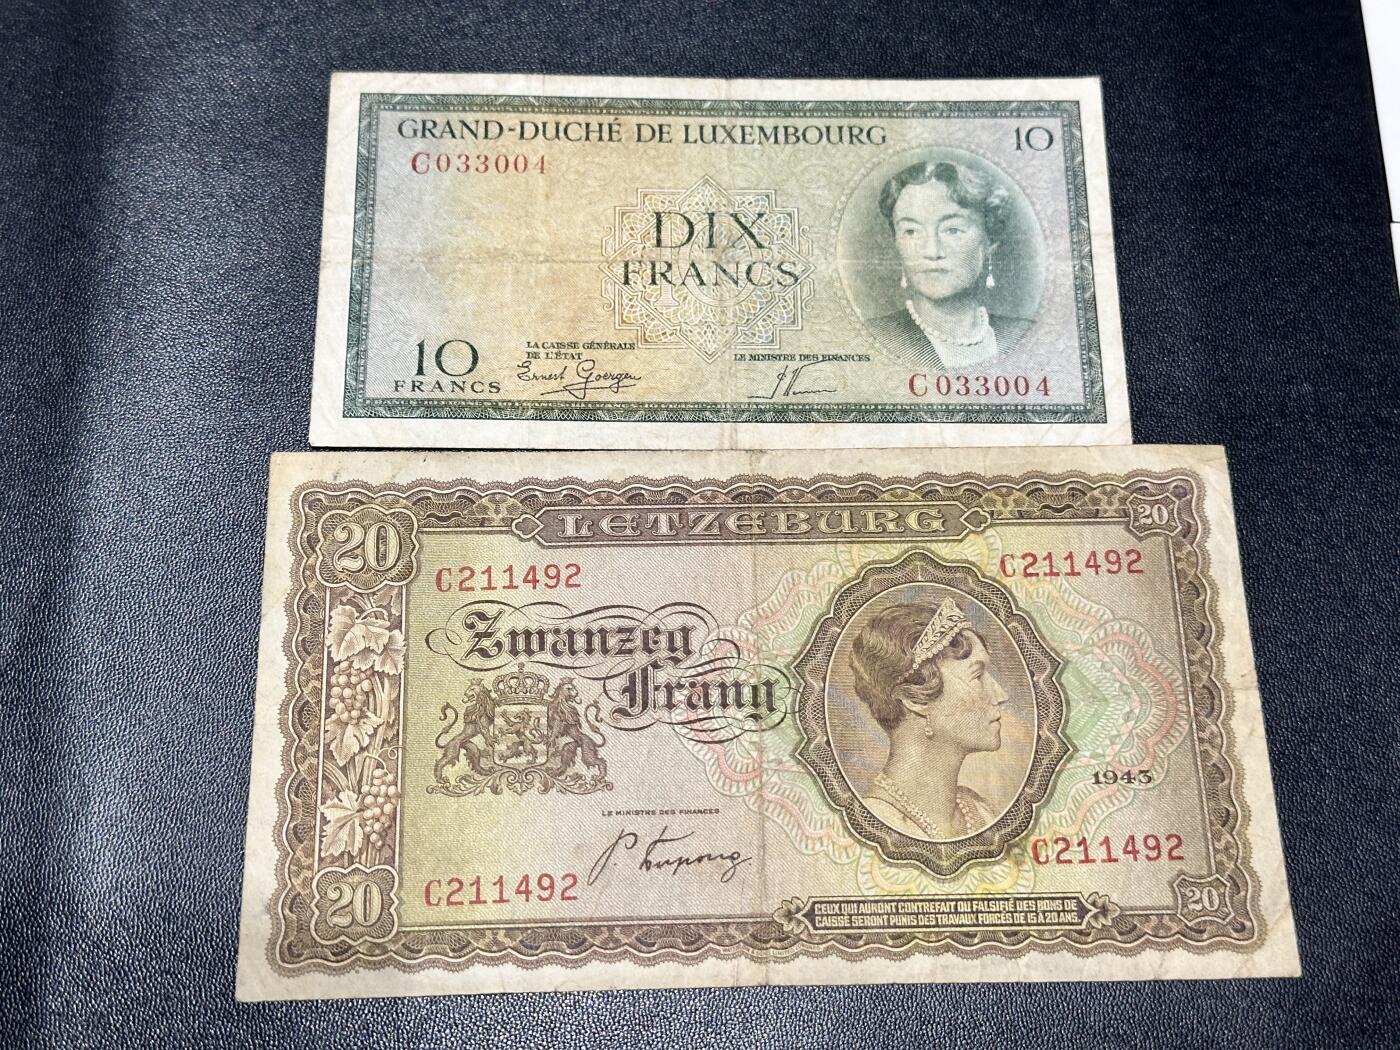 GRAND-DUCHÉ DE LUXEMBOURG 10
C033004
DIX
FRANCS
10
FRANCS
LA CAISSE GÉNÉRALE
DE L'ÉTAT
Ernest Goergen
LE MINISTRE DES FINANCES
C033004
20 LETZEBURG 20
C211492 C211492
Zwanzeg
Frang
1943
LE MINISTRE DES FINANCES
P. Dupong
C211492
C211492
20
CEUX QUI AURONT CONTREFAIT OU FALSIFIÉ DES BONS DE
CAISSE SERONT PUNIS DES TRAVAUX FORCÉS DE 15 À 20 ANS
20